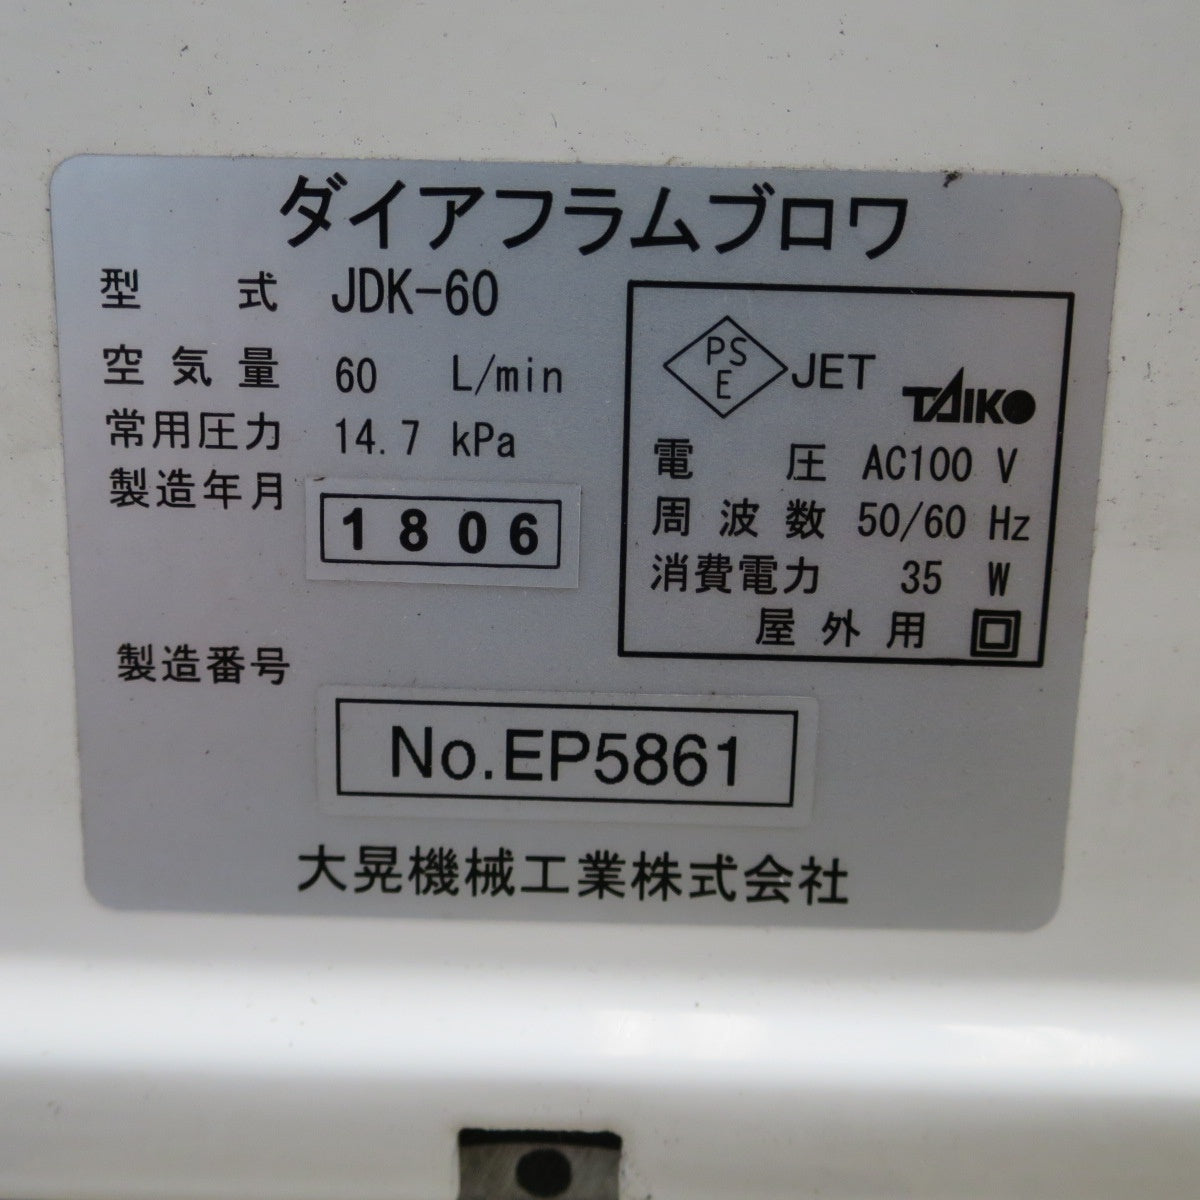 ダイアフラムブロワ
型式 JDK-60
空気量 60 L/min
常用圧力 14.7 kPa
製造年月 1806
製造番号 No.EP5861
PS E JET TAIKO
電圧 AC100 V
周波数 50/60 Hz
消費電力 35 W
屋外用
大晃機械工業株式会社